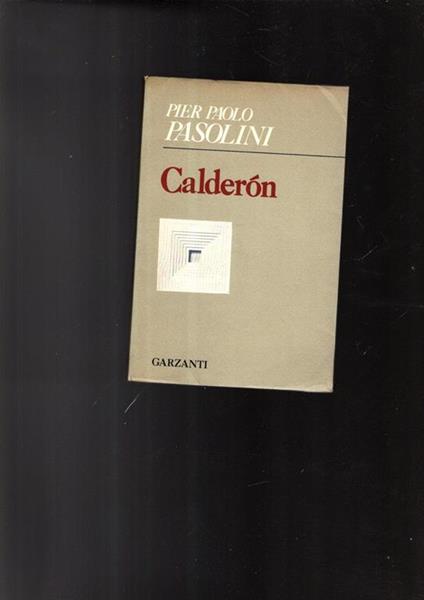 PIER PAOLO
PASOLINI
Calderón
GARZANTI